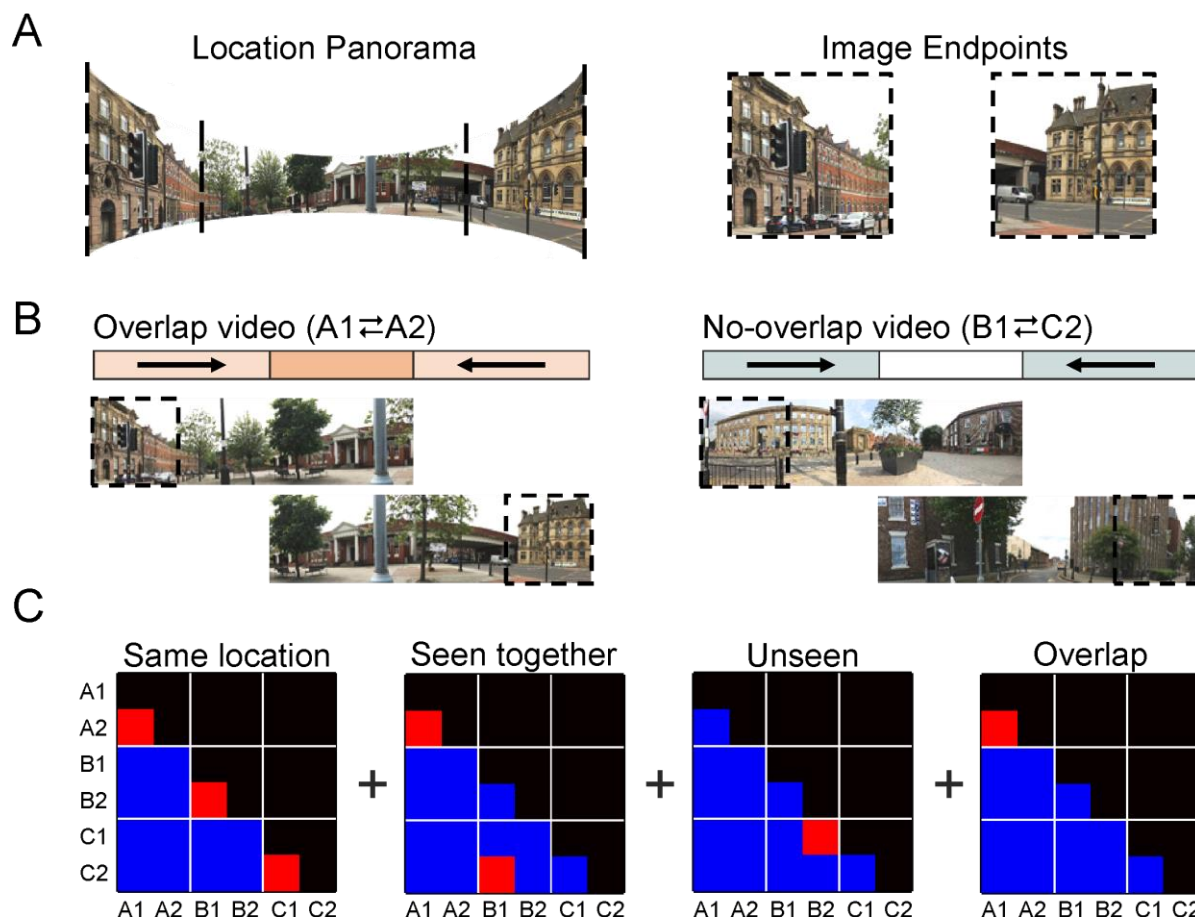 A
Location Panorama
Image Endpoints
B
Overlap video (A1⇄A2)
No-overlap video (B1⇄C2)
C
Same location
Seen together
Unseen
Overlap
A1
A2
B1
B2
C1
C2
+
+
+
A1 A2 B1 B2 C1 C2
A1 A2 B1 B2 C1 C2
A1 A2 B1 B2 C1 C2
A1 A2 B1 B2 C1 C2